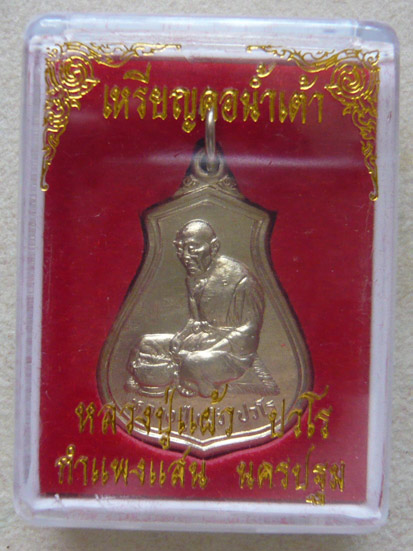 เหรียญคอน้ำเต้า
หลวงปู่แผ้ว ปวโร
กำแพงแสน นครปฐม